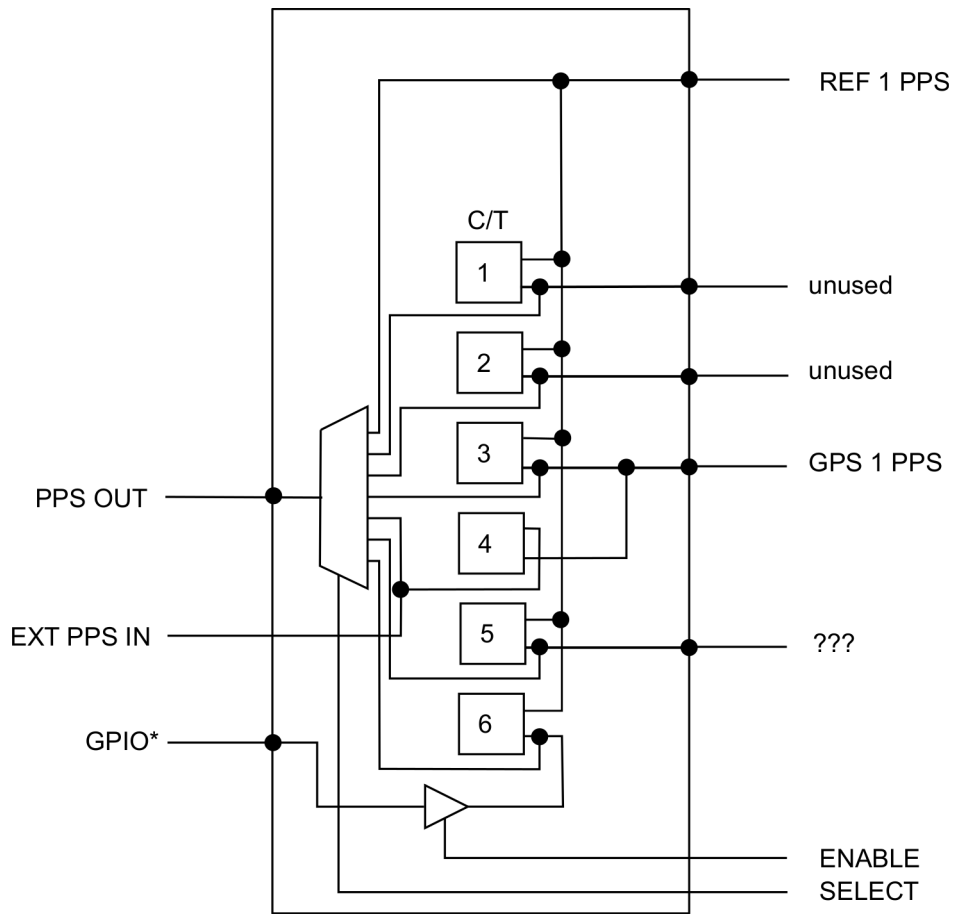 REF 1 PPS
C/T
1
unused
2
unused
3
GPS 1 PPS
PPS OUT
4
EXT PPS IN
5
???
6
GPIO*
ENABLE
SELECT